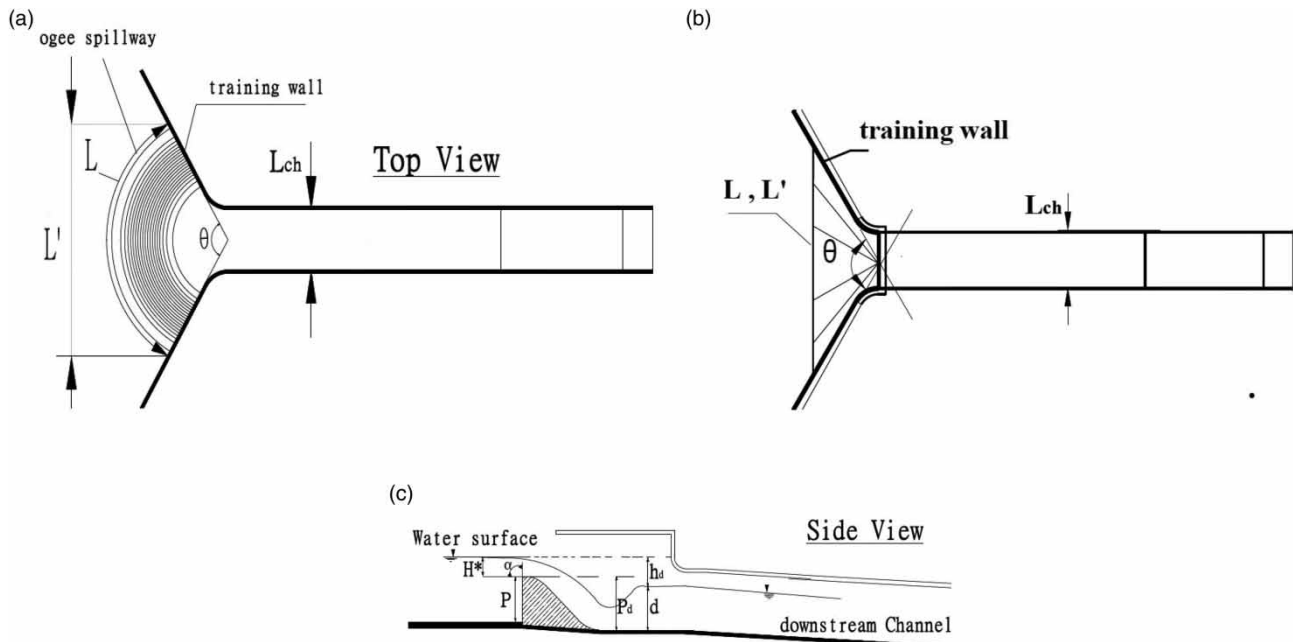 (a)
ogee spillway
training wall
L
L'
θ
Lch
Top View
(b)
training wall
L , L'
θ
Lch
(c)
Side View
Water surface
H*
α
hd
P
Pd
d
downstream Channel